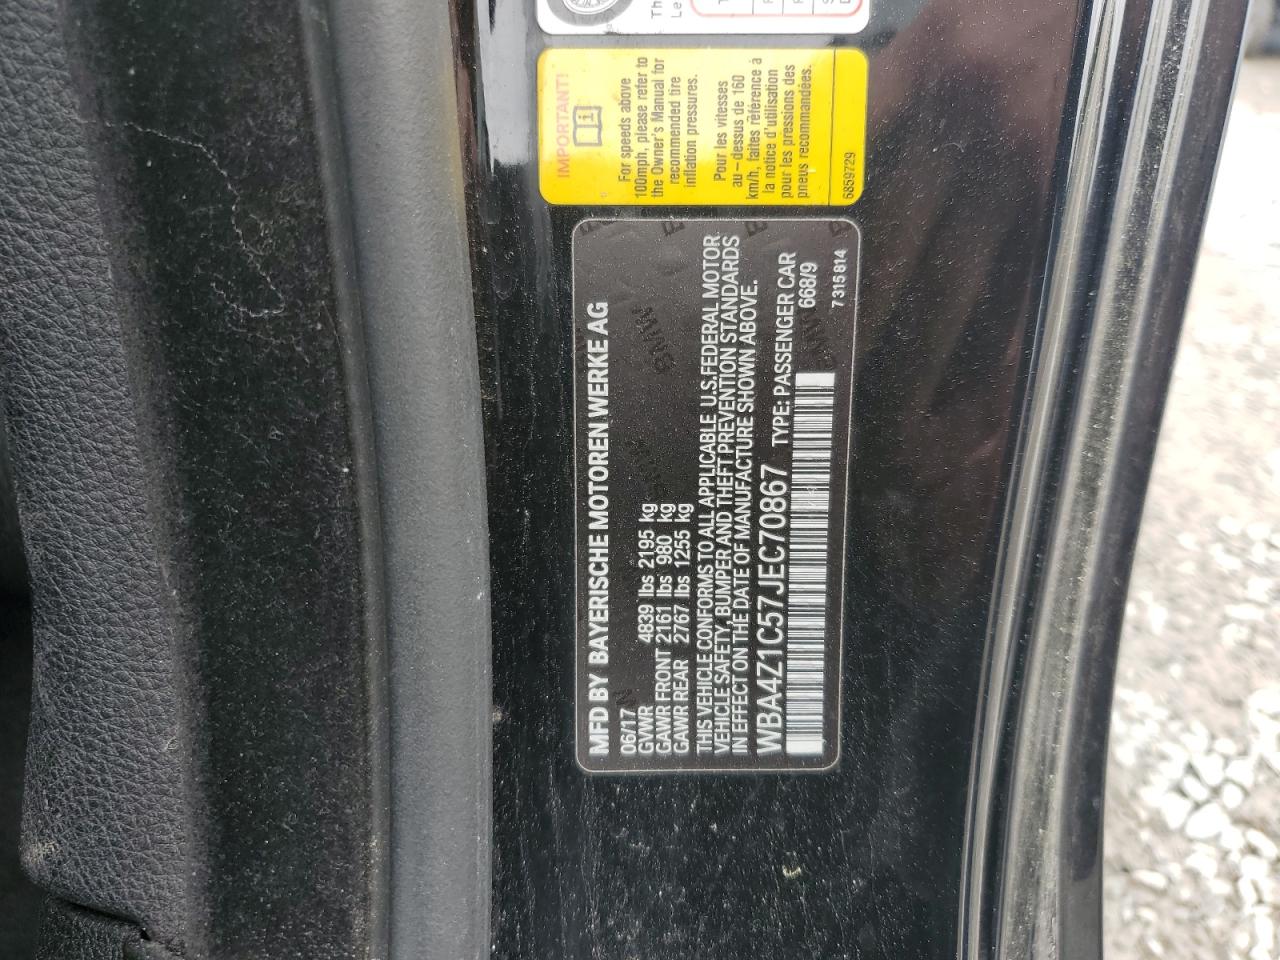 IMPORTANT!
For speeds above
100mph, please refer to
the Owner's Manual for
recommended tire
inflation pressures.
Pour les vitesses
au-dessus de 160
km/h, faites référence à
la notice d'utilisation
pour les pressions des
pneus recommandées.
6859729
MFD BY BAYERISCHE MOTOREN WERKE AG
06/17
GVWR 4839 lbs 2195 kg
GAWR FRONT 2161 lbs 980 kg
GAWR REAR 2767 lbs 1255 kg
THIS VEHICLE CONFORMS TO ALL APPLICABLE U.S.FEDERAL MOTOR
VEHICLE SAFETY, BUMPER AND THEFT PREVENTION STANDARDS
IN EFFECT ON THE DATE OF MANUFACTURE SHOWN ABOVE.
WBA4Z1C57JEC70867 TYPE: PASSENGER CAR
668/9
7 315 814